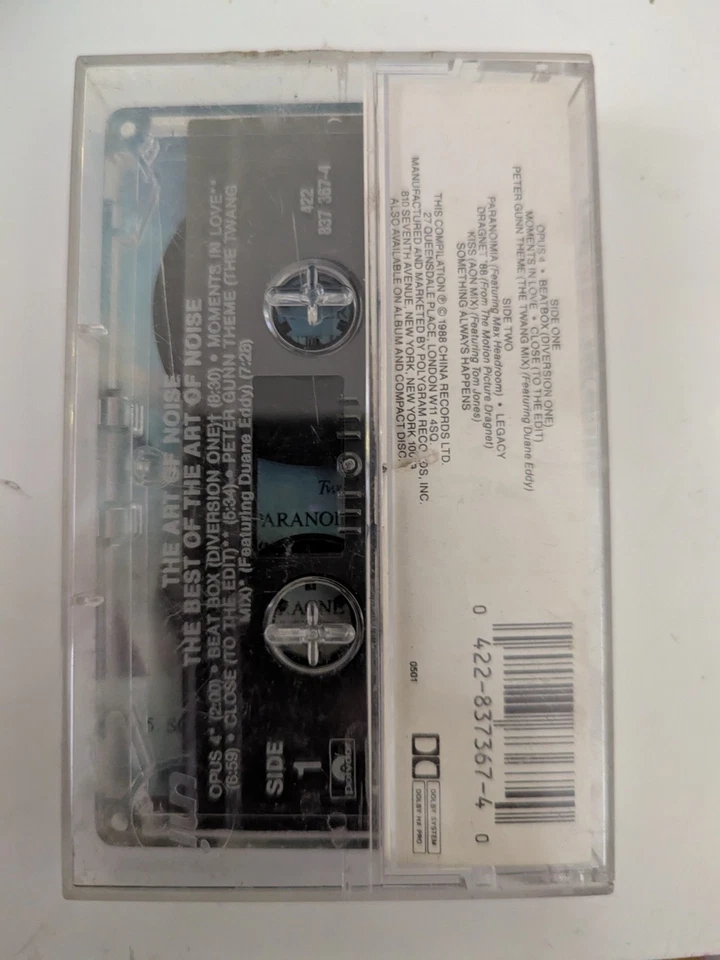 SIDE ONE
OPUS 4 • BEATBOX (DIVERSION ONE)
MOMENTS IN LOVE • CLOSE (TO THE EDIT)
PETER GUNN THEME (THE TWANG MIX) (Featuring Duane Eddy)
SIDE TWO
PARANOIMIA (Featuring Max Headroom) • LEGACY
DRAGNET '88 (From The Motion Picture Dragnet)
KISS (AON MIX) (Featuring Tom Jones)
SOMETHING ALWAYS HAPPENS
THIS COMPILATION ℗ © 1988 CHINA RECORDS LTD.
27 QUEENSDALE PLACE, LONDON W11 4SQ
MANUFACTURED AND MARKETED BY POLYGRAM RECORDS, INC.
810 SEVENTH AVENUE, NEW YORK, NEW YORK
ALSO AVAILABLE ON ALBUM AND COMPACT DISC.
0501
0 422-837367-4 0
DOLBY SYSTEM
DOLBY HX PRO
THE ART OF NOISE
THE BEST OF THE ART OF NOISE
422
837 367-4
OPUS 4* (2:00) • BEAT BOX (DIVERSION ONE)† (8:30) • MOMENTS IN LOVE**
(6:59) • CLOSE (TO THE EDIT)** (5:34) • PETER GUNN THEME (THE TWANG
MIX)* (Featuring Duane Eddy) (7:28)
SIDE
1
Polydor
ARANOI